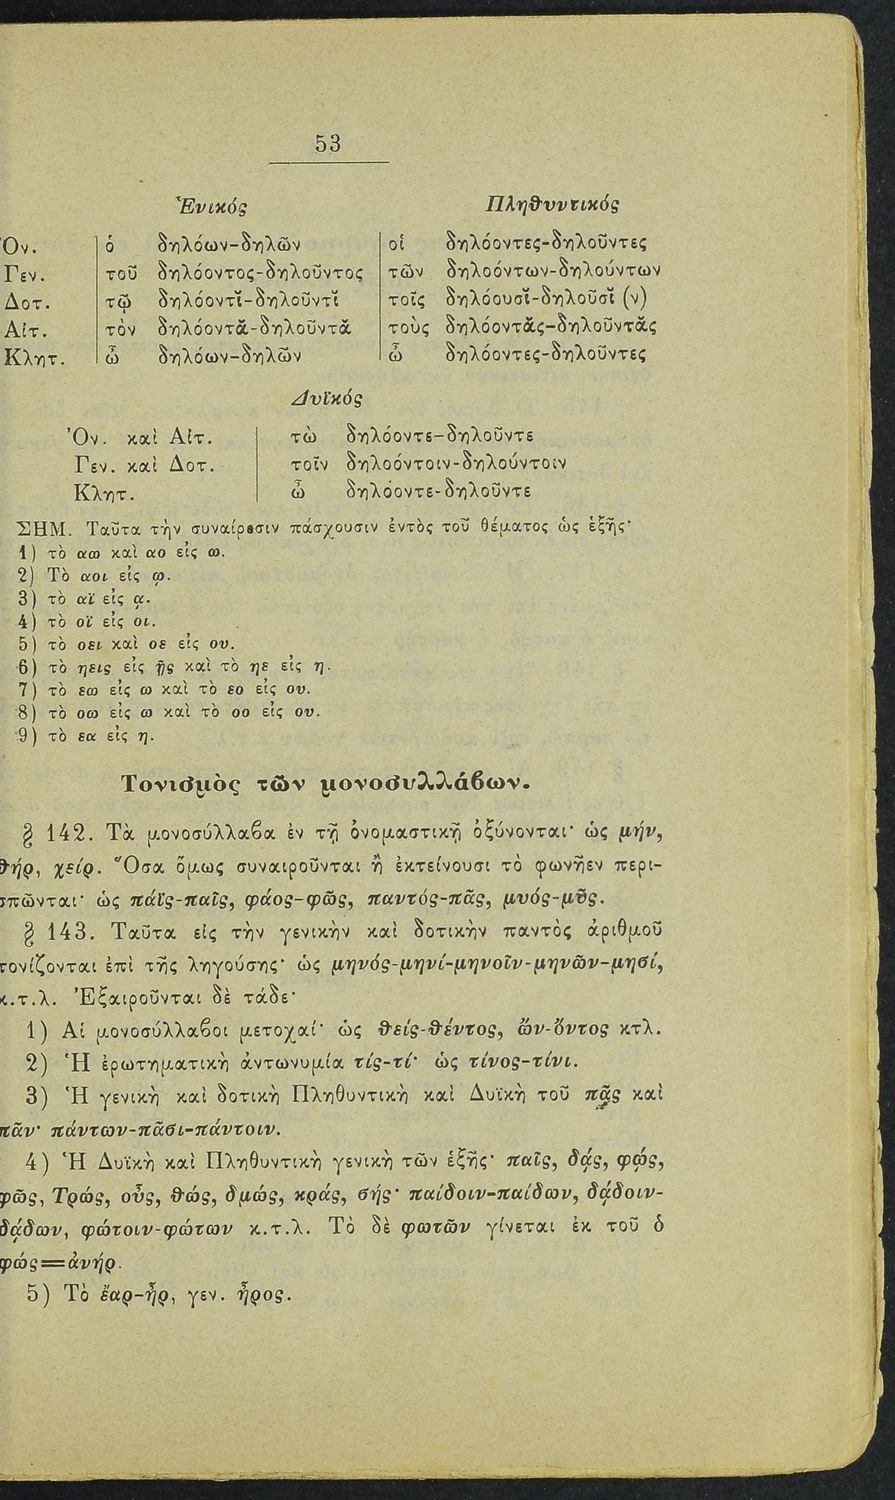 53
Ἑνικός Πληθυντικός
Ὀν. ὁ δηλόων-δηλῶν οἱ δηλόοντες-δηλοῦντες
Γεν. τοῦ δηλόοντος-δηλοῦντος τῶν δηλοόντων-δηλούντων
Δοτ. τῷ δηλόοντῐ-δηλοῦντῐ τοῖς δηλόουσῐ-δηλοῦσῐ (ν)
Αἰτ. τὸν δηλόοντᾰ-δηλοῦντᾰ τοὺς δηλόοντᾰς-δηλοῦντᾰς
Κλητ. ὦ δηλόων-δηλῶν ὦ δηλόοντες-δηλοῦντες
Δυϊκός
Ὀν. καὶ Αἰτ. τὼ δηλόοντε-δηλοῦντε
Γεν. καὶ Δοτ. τοῖν δηλοόντοιν-δηλούντοιν
Κλητ. ὦ δηλόοντε-δηλοῦντε
ΣΗΜ. Ταῦτα τὴν συναίρεσιν πάσχουσιν ἐντὸς τοῦ θέματος ὡς ἑξῆς·
1) τὸ αω καὶ αο εἰς ω.
2) Τὸ αοι εἰς ῳ.
3) τὸ αϊ εἰς ᾳ.
4) τὸ οϊ εἰς οι.
5) τὸ οει καὶ οε εἰς ου.
6) τὸ ηεις εἰς ῃς καὶ τὸ ηε εἰς η.
7) τὸ εω εἰς ω καὶ τὸ εο εἰς ου.
8) τὸ οω εἰς ω καὶ τὸ οο εἰς ου.
9) τὸ εα εἰς η.
Τονισμὸς τῶν μονοσυλλάβων.
§ 142. Τὰ μονοσύλλαβα ἐν τῇ ὀνομαστικῇ ὀξύνονται· ὡς μήν,
θήρ, χείρ. Ὅσα ὅμως συναιροῦνται ἢ ἐκτείνουσι τὸ φωνῆεν περι-
σπῶνται· ὡς πάϊς-παῖς, φάος-φῶς, παντός-πᾶς, μυός-μῦς.
§ 143. Ταῦτα εἰς τὴν γενικὴν καὶ δοτικὴν παντὸς ἀριθμοῦ
τονίζονται ἐπὶ τῆς ληγούσης· ὡς μηνός-μηνί-μηνοῖν-μηνῶν-μησί,
κ.τ.λ. Ἐξαιροῦνται δὲ τάδε·
1) Αἱ μονοσύλλαβοι μετοχαί· ὡς θείς-θέντος, ὤν-ὄντος κτλ.
2) Ἡ ἐρωτηματικὴ ἀντωνυμία τίς-τί· ὡς τίνος-τίνι.
3) Ἡ γενικὴ καὶ δοτικὴ Πληθυντικὴ καὶ Δυϊκὴ τοῦ πᾶς καὶ
πᾶν· πάντων-πᾶσι-πάντοιν.
4) Ἡ Δυϊκὴ καὶ Πληθυντικὴ γενικὴ τῶν ἑξῆς· παῖς, δᾴς, φῴς,
φῶς, Τρώς, οὖς, θώς, δμώς, κράς, σής· παίδοιν-παίδων, δᾴδοιν-
δᾴδων, φώτοιν-φώτων κ.τ.λ. Τὸ δὲ φωτῶν γίνεται ἐκ τοῦ ὁ
φώς=ἀνήρ.
5) Τὸ ἔαρ-ἦρ, γεν. ἦρος.